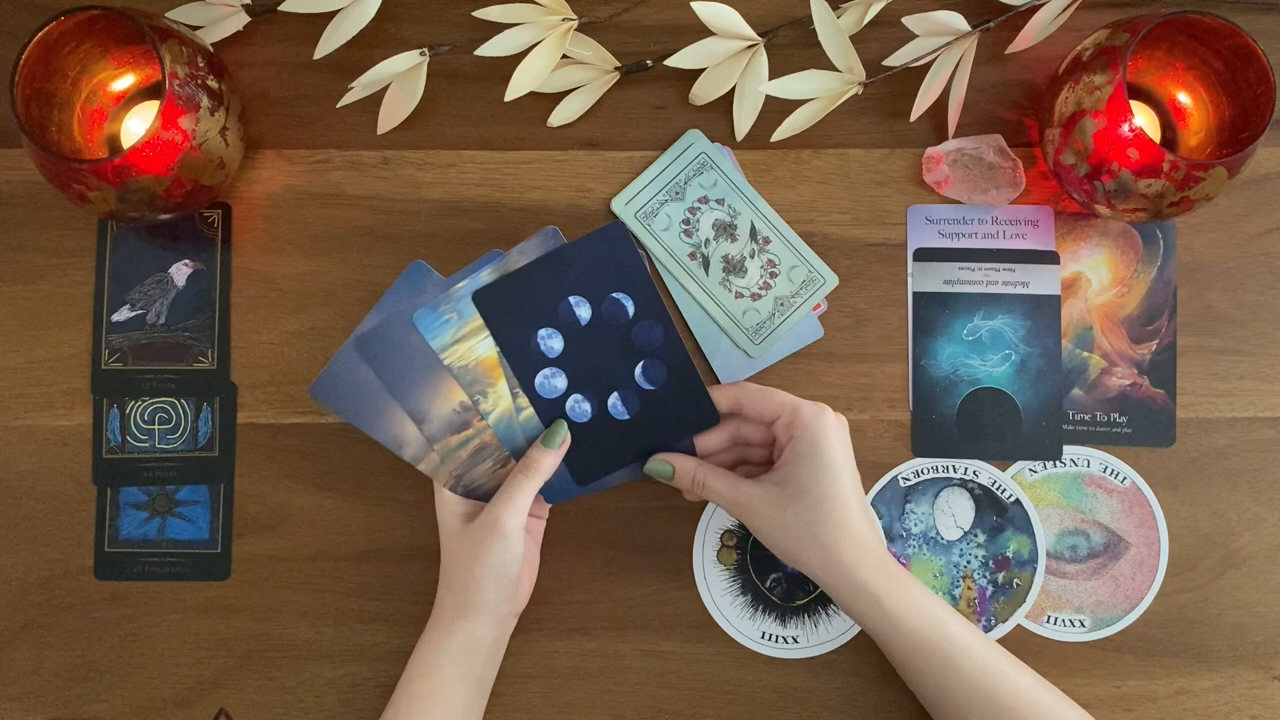 Surrender to Receiving
Support and Love
New Moon in Pisces
Meditate and contemplate
Time To Play
Make time to dance and play
THE STARBORN
THE UNSEEN
XXIII
XXVII